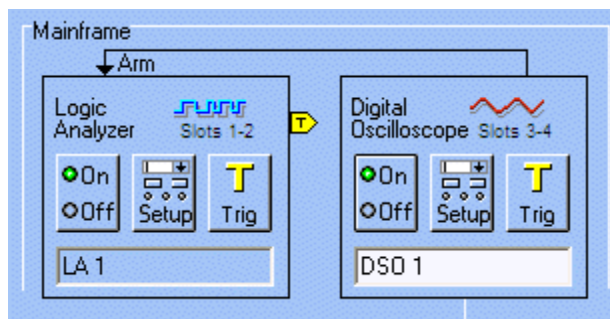 Mainframe
Arm
Logic
Analyzer
Slots 1-2
T
On
Off
Setup
T
Trig
LA 1
Digital
Oscilloscope
Slots 3-4
On
Off
Setup
T
Trig
DSO 1